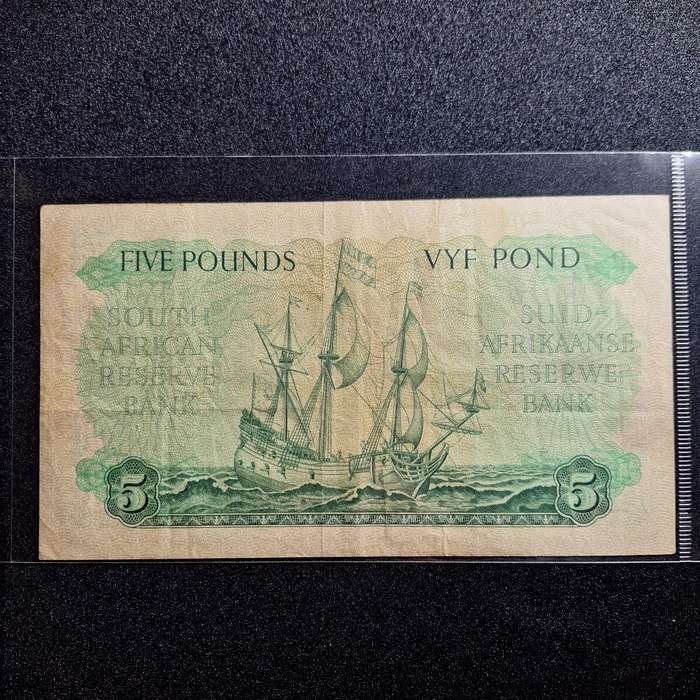 FIVE POUNDS
VYF POND
SOUTH
AFRICAN
RESERVE
BANK
SUID-
AFRIKAANSE
RESERWE
BANK
5
5